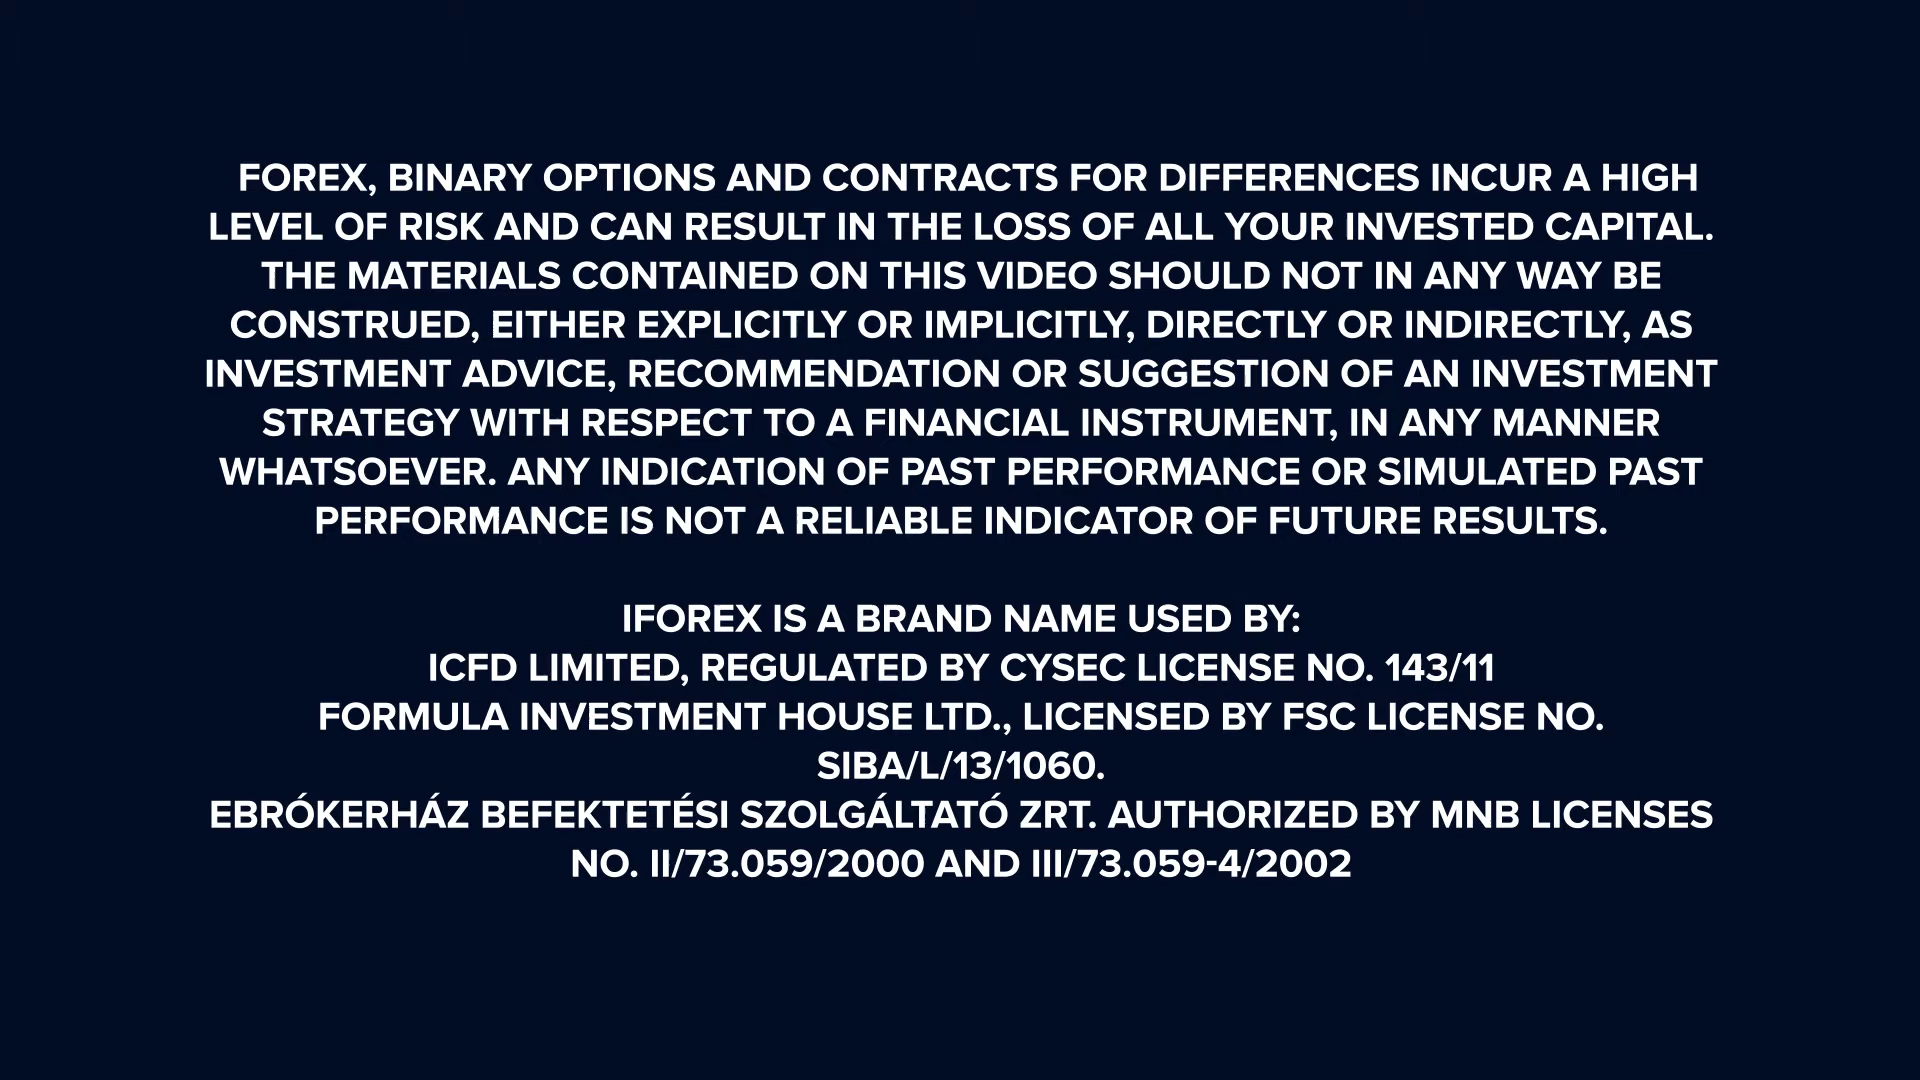 FOREX, BINARY OPTIONS AND CONTRACTS FOR DIFFERENCES INCUR A HIGH
LEVEL OF RISK AND CAN RESULT IN THE LOSS OF ALL YOUR INVESTED CAPITAL.
THE MATERIALS CONTAINED ON THIS VIDEO SHOULD NOT IN ANY WAY BE
CONSTRUED, EITHER EXPLICITLY OR IMPLICITLY, DIRECTLY OR INDIRECTLY, AS
INVESTMENT ADVICE, RECOMMENDATION OR SUGGESTION OF AN INVESTMENT
STRATEGY WITH RESPECT TO A FINANCIAL INSTRUMENT, IN ANY MANNER
WHATSOEVER. ANY INDICATION OF PAST PERFORMANCE OR SIMULATED PAST
PERFORMANCE IS NOT A RELIABLE INDICATOR OF FUTURE RESULTS.
IFOREX IS A BRAND NAME USED BY:
ICFD LIMITED, REGULATED BY CYSEC LICENSE NO. 143/11
FORMULA INVESTMENT HOUSE LTD., LICENSED BY FSC LICENSE NO.
SIBA/L/13/1060.
EBRÓKERHÁZ BEFEKTETÉSI SZOLGÁLTATÓ ZRT. AUTHORIZED BY MNB LICENSES
NO. II/73.059/2000 AND III/73.059-4/2002